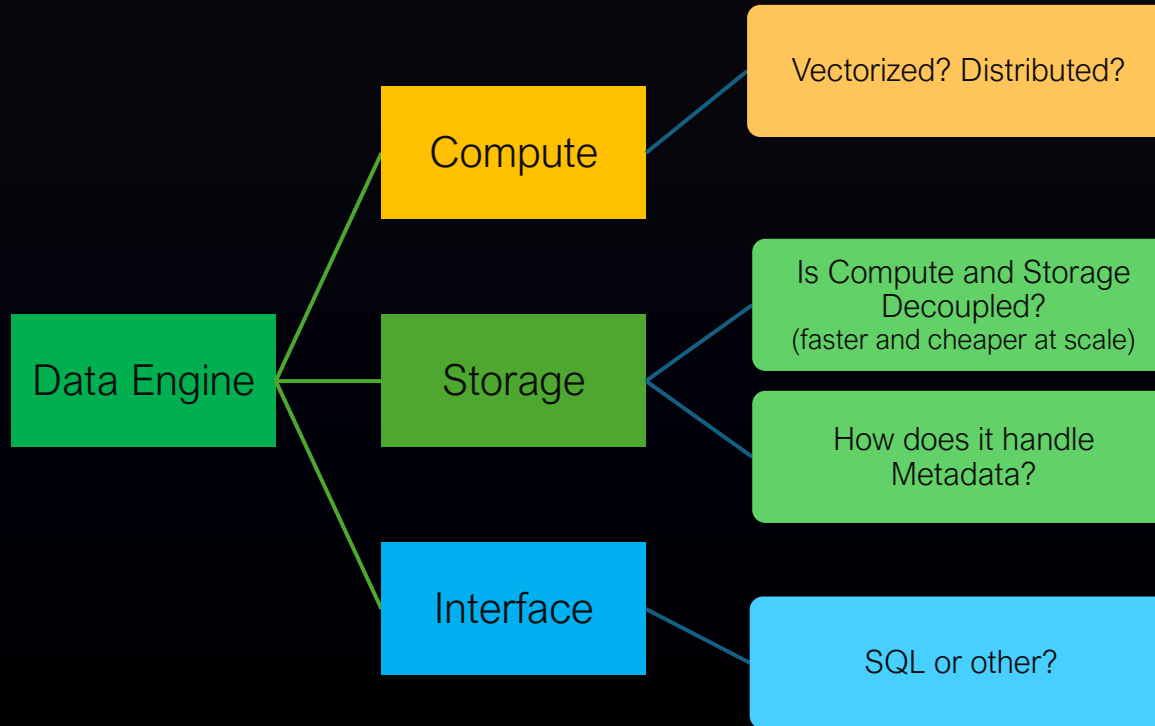 Data Engine
Compute
Vectorized? Distributed?
Storage
Is Compute and Storage
Decoupled?
(faster and cheaper at scale)
How does it handle
Metadata?
Interface
SQL or other?